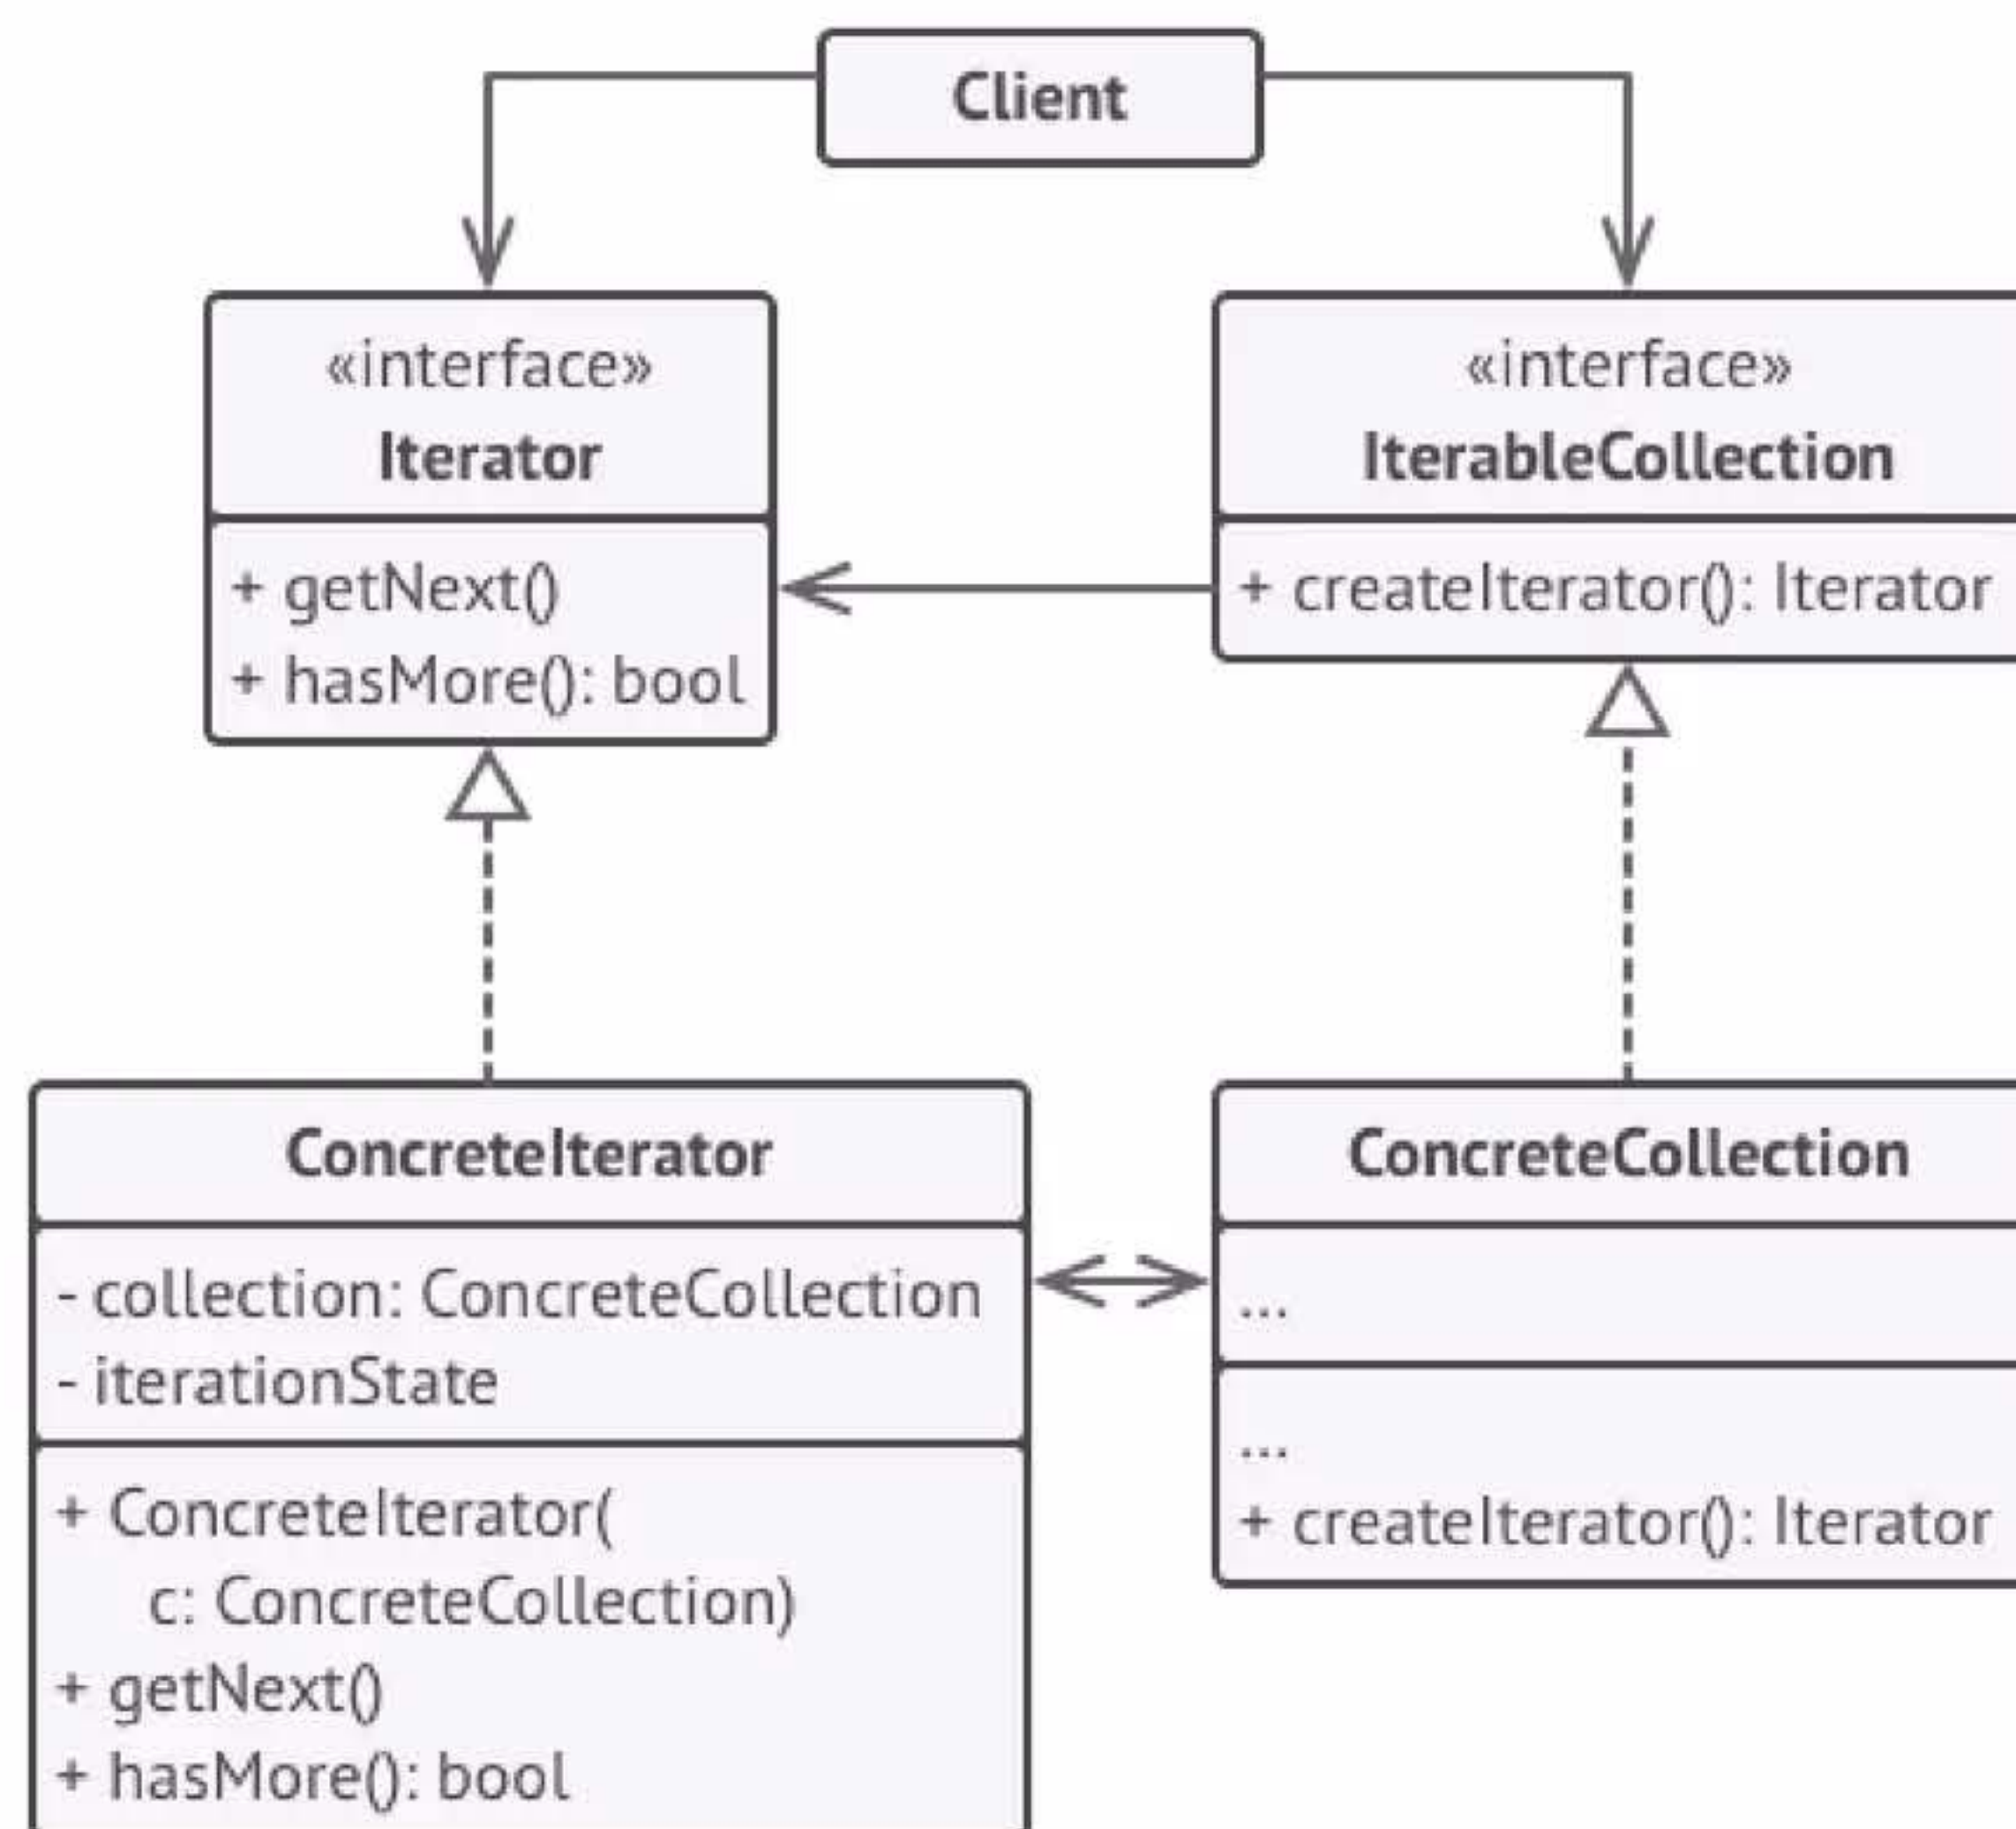 Client
«interface»
Iterator
+ getNext()
+ hasMore(): bool
«interface»
IterableCollection
+ createIterator(): Iterator
ConcreteIterator
- collection: ConcreteCollection
- iterationState
+ ConcreteIterator(
c: ConcreteCollection)
+ getNext()
+ hasMore(): bool
ConcreteCollection
...
...
+ createIterator(): Iterator